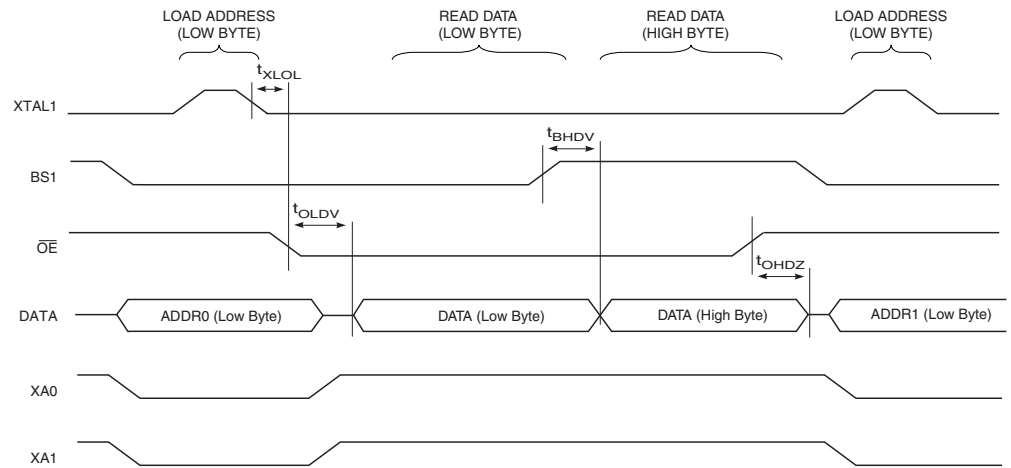 LOAD ADDRESS
(LOW BYTE)
READ DATA
(LOW BYTE)
READ DATA
(HIGH BYTE)
LOAD ADDRESS
(LOW BYTE)
tXLOL
XTAL1
tBHDV
BS1
tOLDV
OE
tOHDZ
DATA
ADDR0 (Low Byte)
DATA (Low Byte)
DATA (High Byte)
ADDR1 (Low Byte)
XA0
XA1